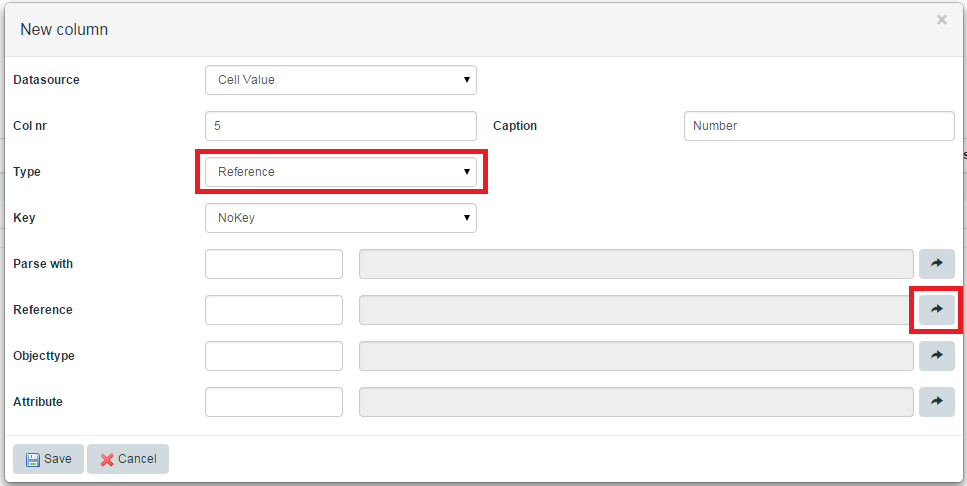 New column ×
Datasource Cell Value
Col nr 5 Caption Number
Type Reference
Key NoKey
Parse with
Reference
Objecttype
Attribute
Save Cancel